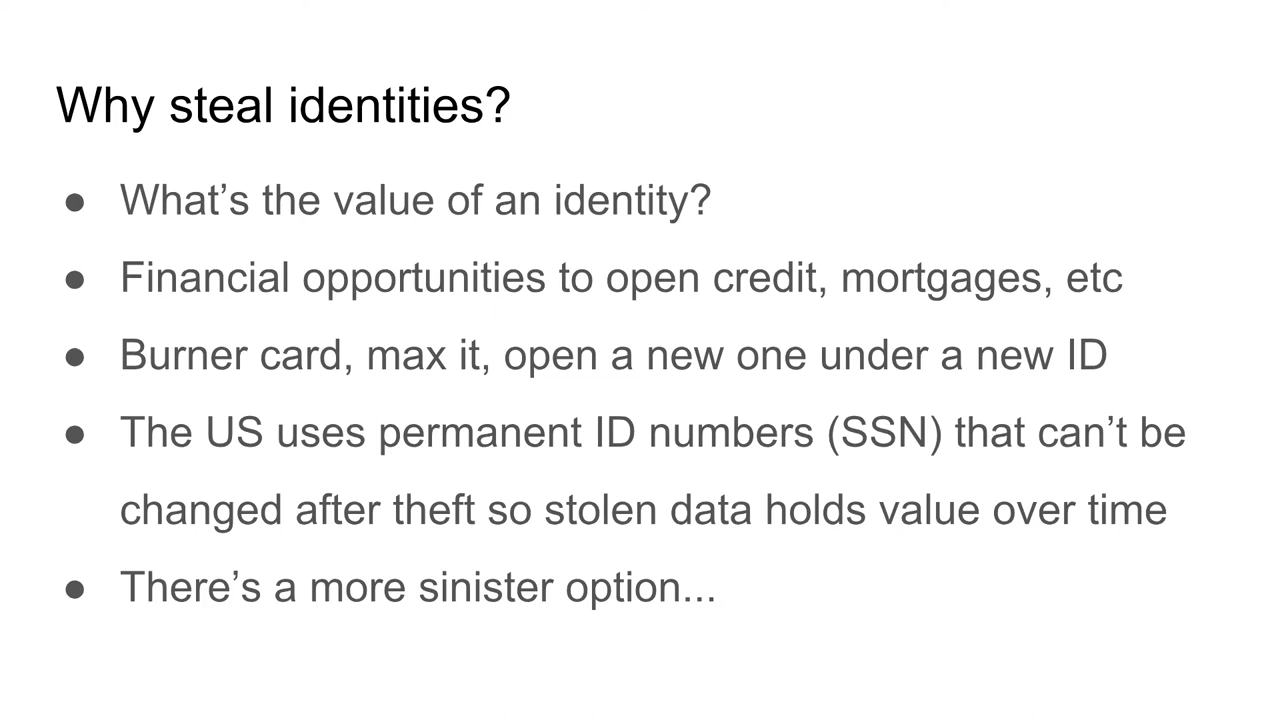 Why steal identities?
● What’s the value of an identity?
● Financial opportunities to open credit, mortgages, etc
● Burner card, max it, open a new one under a new ID
● The US uses permanent ID numbers (SSN) that can’t be
changed after theft so stolen data holds value over time
● There’s a more sinister option...